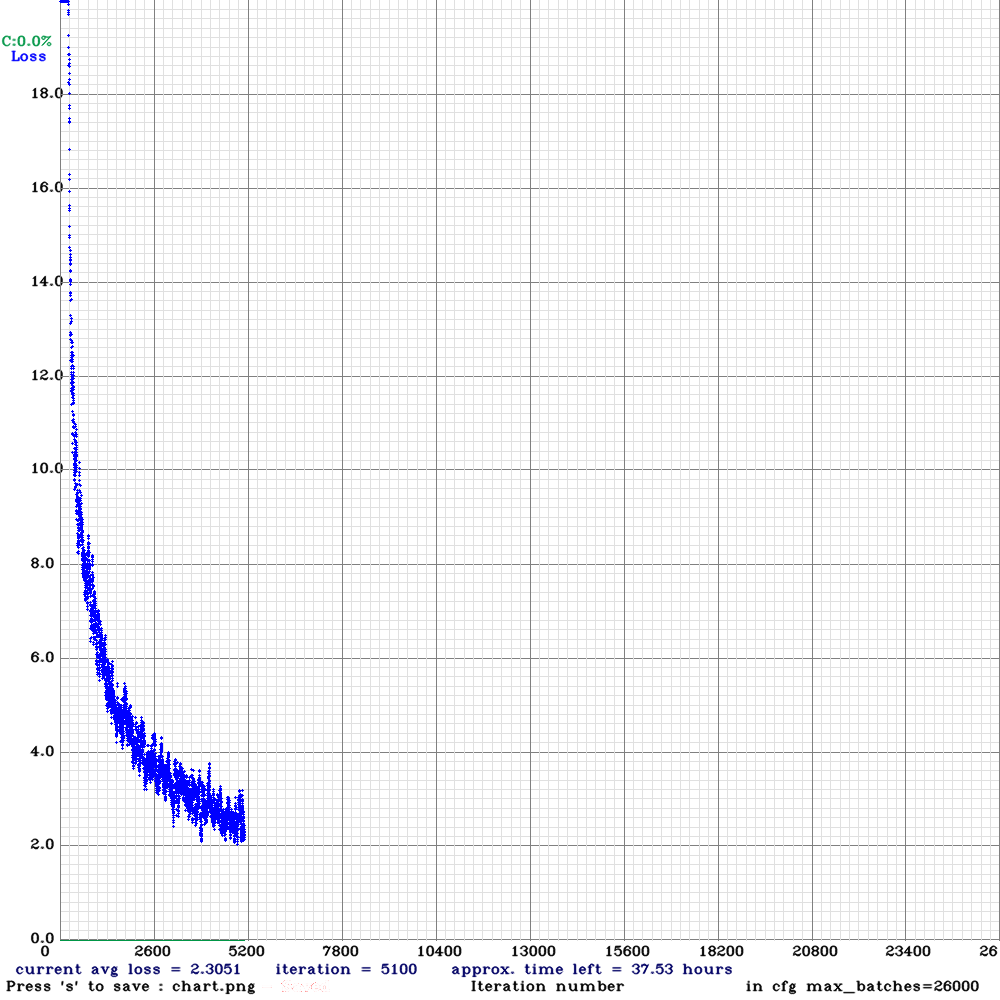 C:0.0%
Loss
18.0
16.0
14.0
12.0
10.0
8.0
6.0
4.0
2.0
0.0
0 2600 5200 7800 10400 13000 15600 18200 20800 23400 26
current avg loss = 2.3051 iteration = 5100 approx. time left = 37.53 hours
Press 's' to save : chart.png Iteration number in cfg max_batches=26000